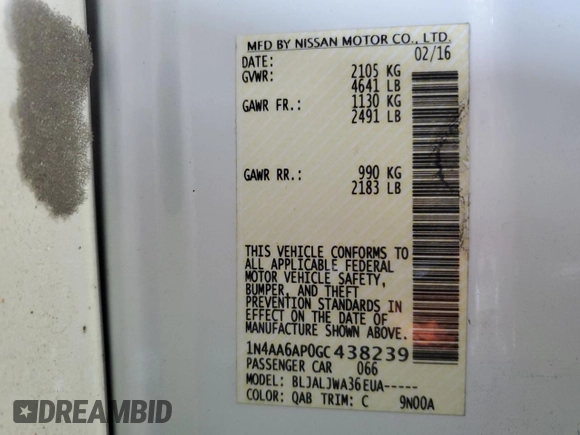 MFD BY NISSAN MOTOR CO., LTD.
DATE: 02/16
GVWR: 2105 KG
4641 LB
GAWR FR.: 1130 KG
2491 LB
GAWR RR.: 990 KG
2183 LB
THIS VEHICLE CONFORMS TO
ALL APPLICABLE FEDERAL
MOTOR VEHICLE SAFETY,
BUMPER, AND THEFT
PREVENTION STANDARDS IN
EFFECT ON THE DATE OF
MANUFACTURE SHOWN ABOVE.
1N4AA6AP0GC438239
PASSENGER CAR 066
MODEL: BLJALJWA36EUA-----
COLOR: QAB TRIM: C 9N00A
DREAMBID